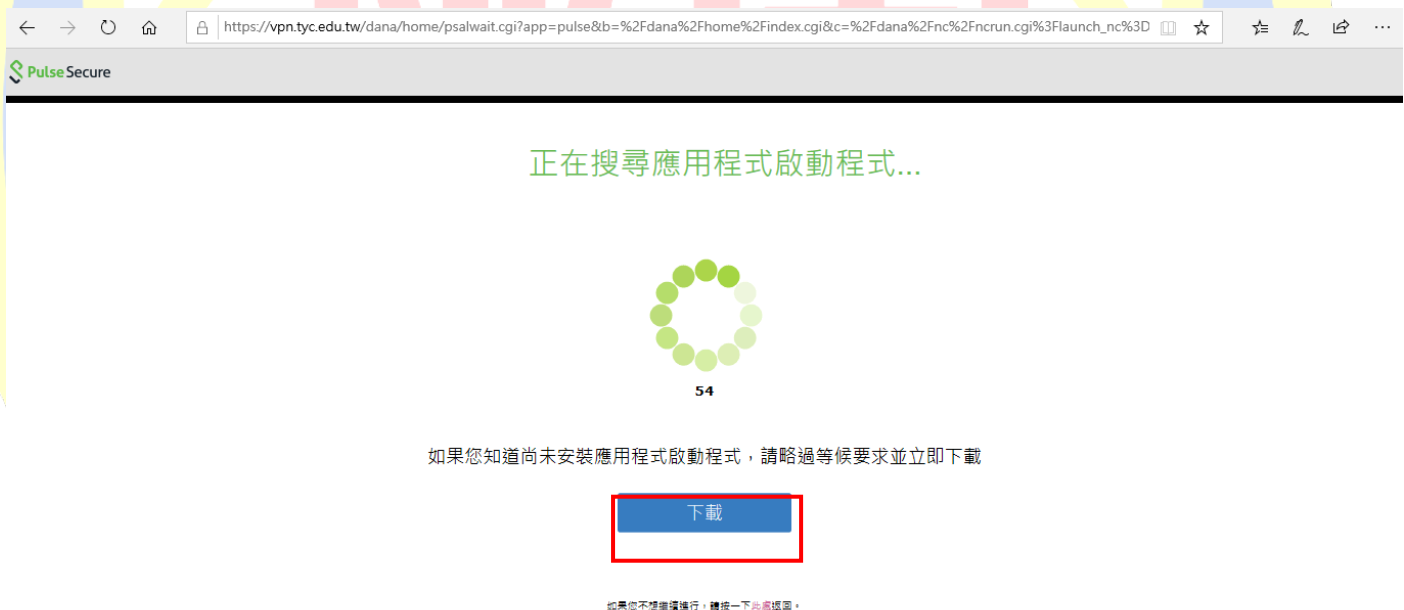 https://vpn.tyc.edu.tw/dana/home/psalwait.cgi?app=pulse&b=%2Fdana%2Fhome%2Findex.cgi&c=%2Fdana%2Fnc%2Fncrun.cgi%3Flaunch_nc%3D
Pulse Secure
正在搜尋應用程式啟動程式...
54
如果您知道尚未安裝應用程式啟動程式，請略過等候要求並立即下載
下載
如果您不想繼續進行，請按一下此處返回。